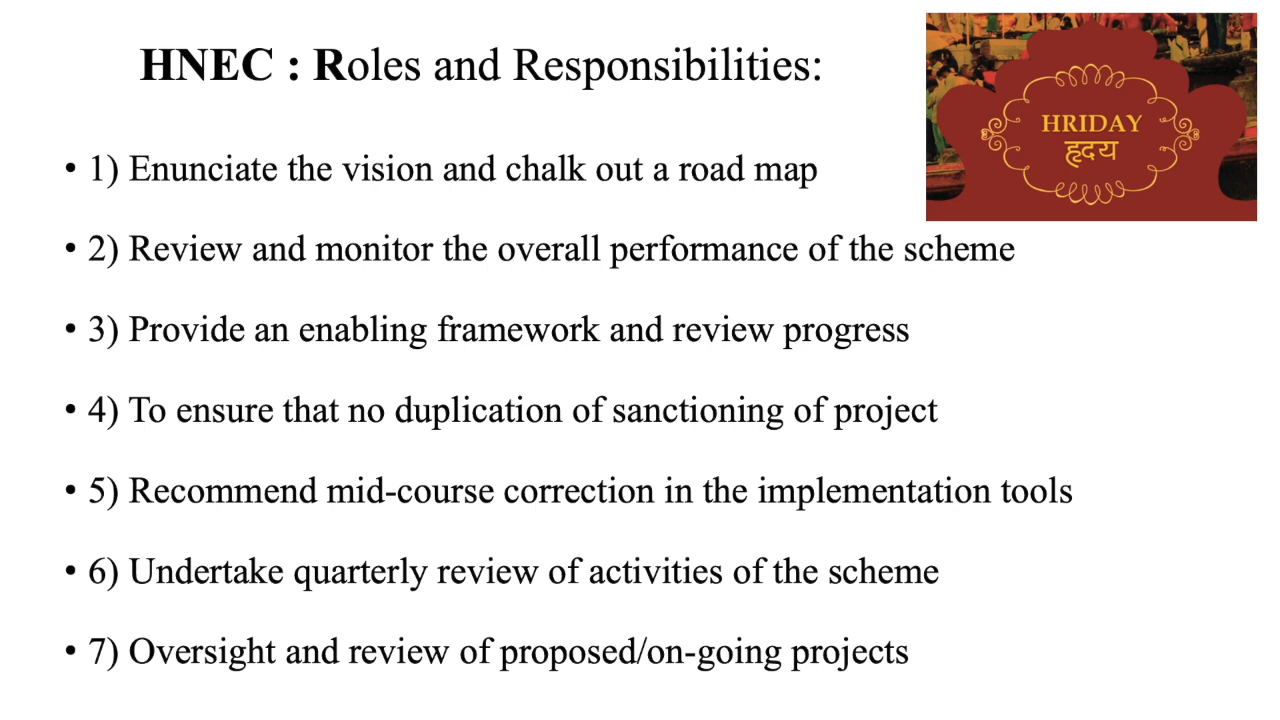 HNEC : Roles and Responsibilities:
HRIDAY
हृदय
• 1) Enunciate the vision and chalk out a road map
• 2) Review and monitor the overall performance of the scheme
• 3) Provide an enabling framework and review progress
• 4) To ensure that no duplication of sanctioning of project
• 5) Recommend mid-course correction in the implementation tools
• 6) Undertake quarterly review of activities of the scheme
• 7) Oversight and review of proposed/on-going projects